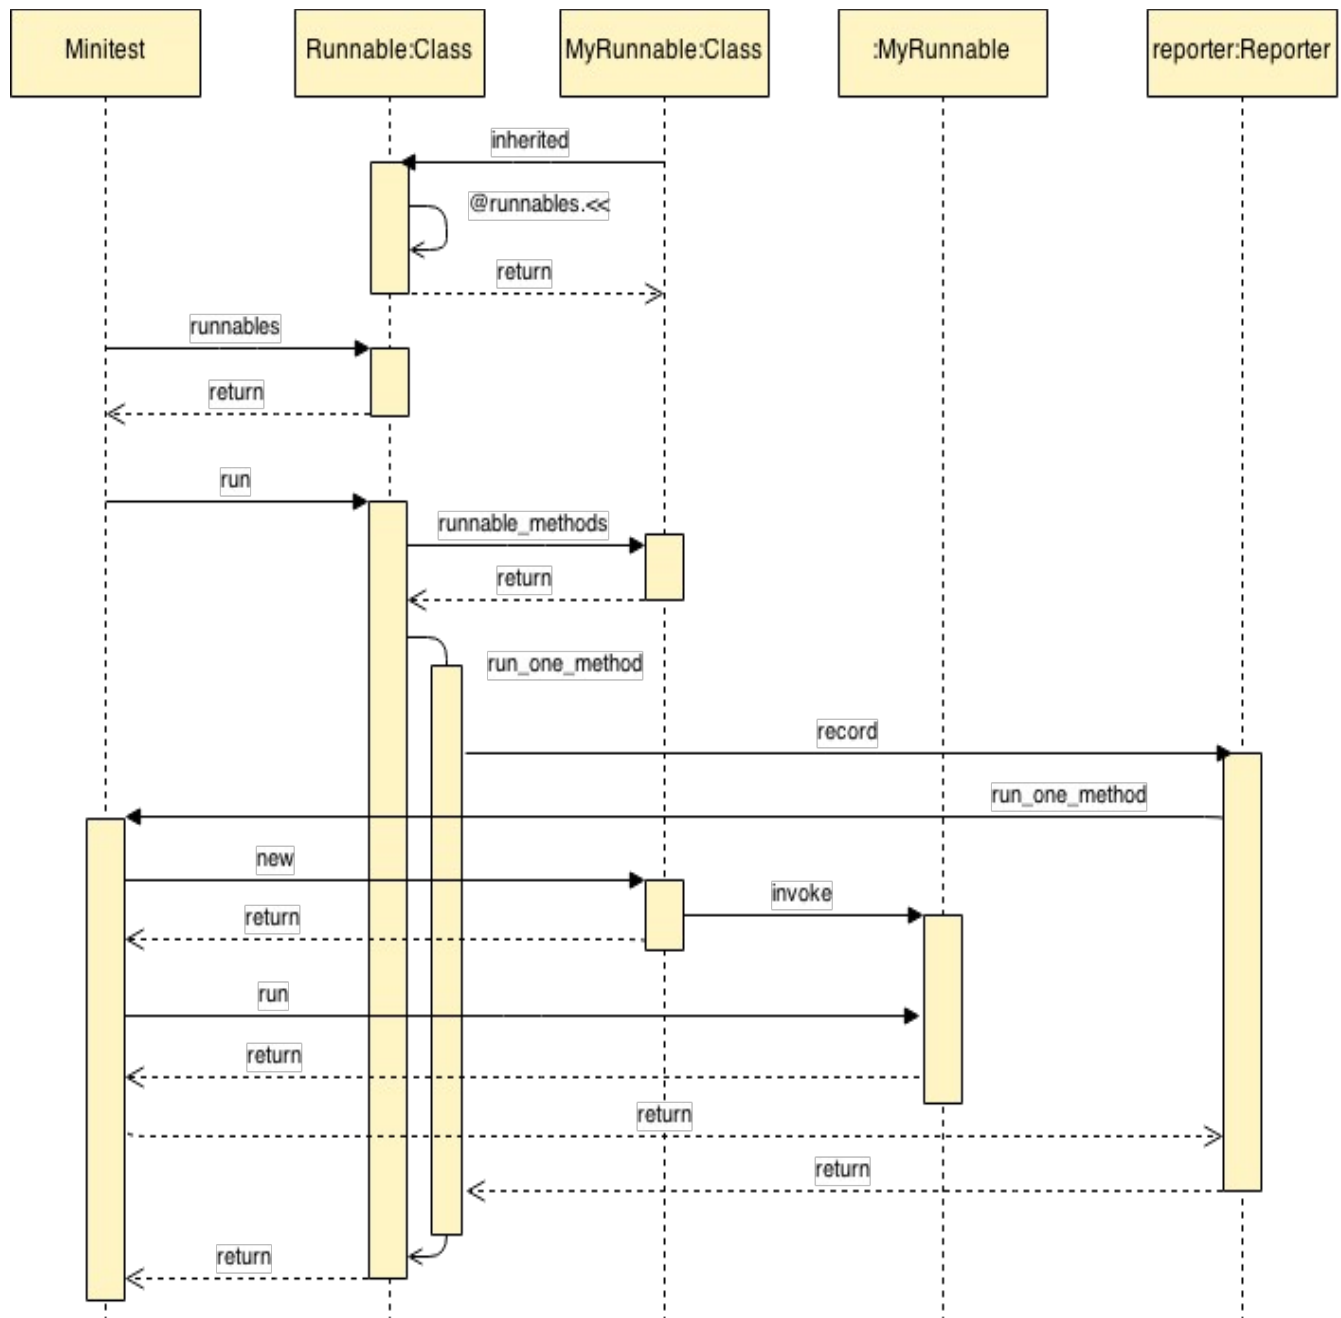 Minitest
Runnable:Class
MyRunnable:Class
:MyRunnable
reporter:Reporter
inherited
@runnables.<<
return
runnables
return
run
runnable_methods
return
run_one_method
record
run_one_method
new
invoke
return
run
return
return
return
return